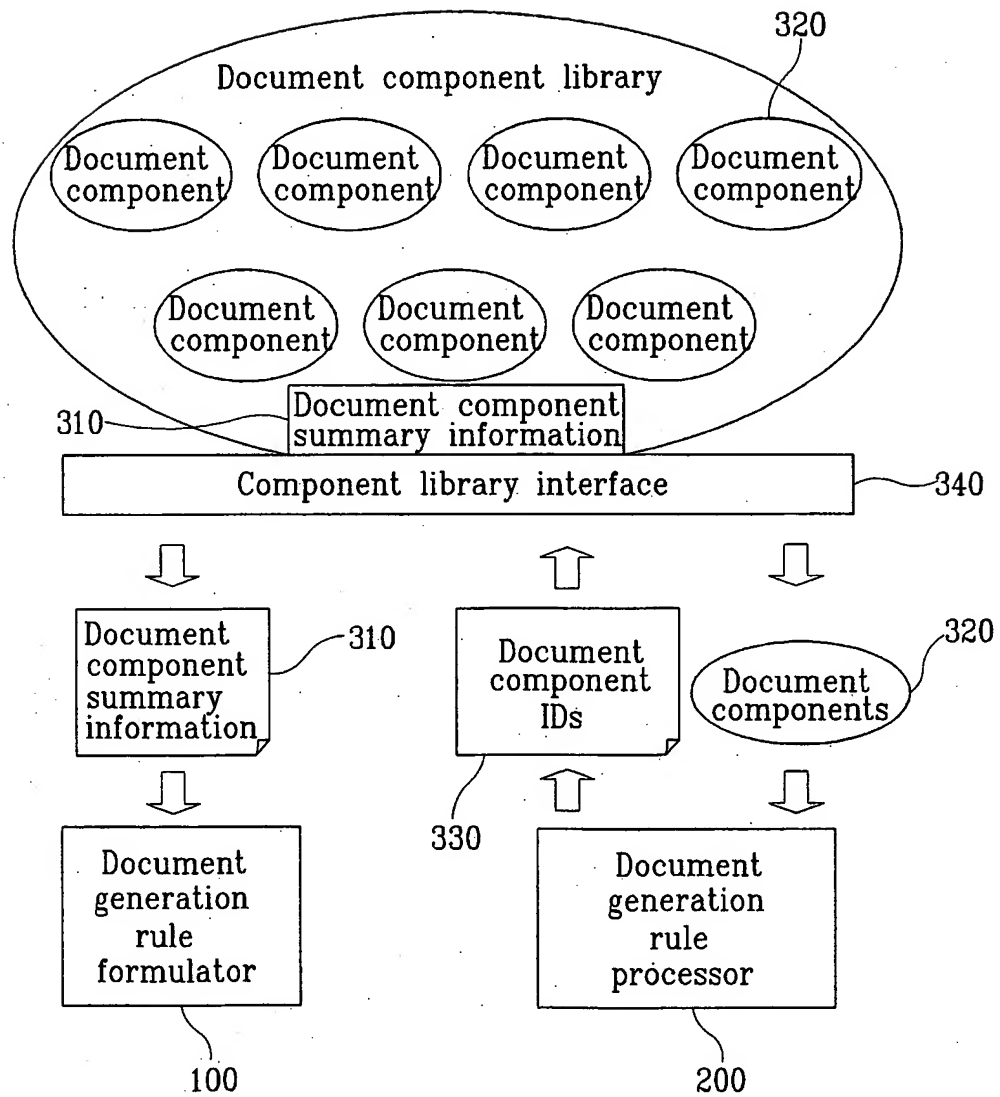 320
Document component library
Document component
Document component
Document component
Document component
Document component
Document component
Document component
310
Document component
summary information
Component library interface
340
Document
component
summary
information
310
Document
component
IDs
330
Document
components
320
Document
generation
rule
formulator
100
Document
generation
rule
processor
200